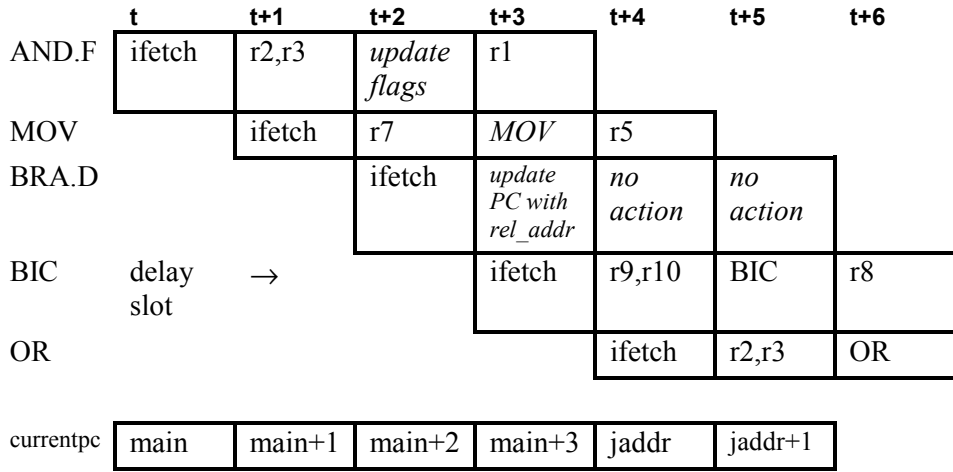 t t+1 t+2 t+3 t+4 t+5 t+6
AND.F ifetch r2,r3 update r1
flags
MOV ifetch r7 MOV r5
BRA.D ifetch update no no
PC with action action
rel_addr
BIC delay → ifetch r9,r10 BIC r8
slot
OR ifetch r2,r3 OR
currentpc main main+1 main+2 main+3 jaddr jaddr+1